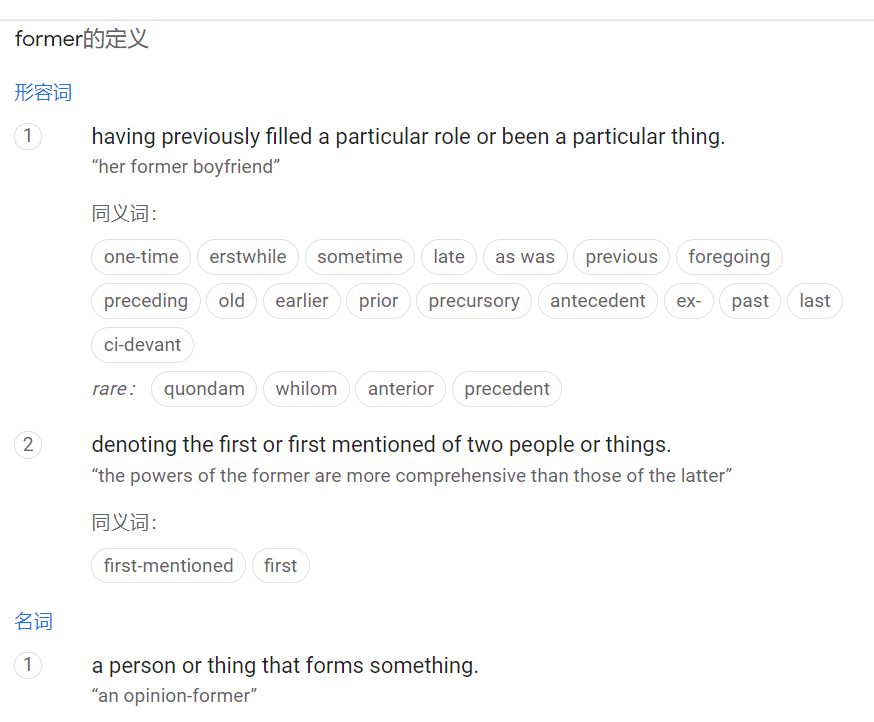 former的定义
形容词
1 having previously filled a particular role or been a particular thing.
“her former boyfriend”
同义词：
one-time erstwhile sometime late as was previous foregoing
preceding old earlier prior precursory antecedent ex- past last
ci-devant
rare： quondam whilom anterior precedent
2 denoting the first or first mentioned of two people or things.
“the powers of the former are more comprehensive than those of the latter”
同义词：
first-mentioned first
名词
1 a person or thing that forms something.
“an opinion-former”